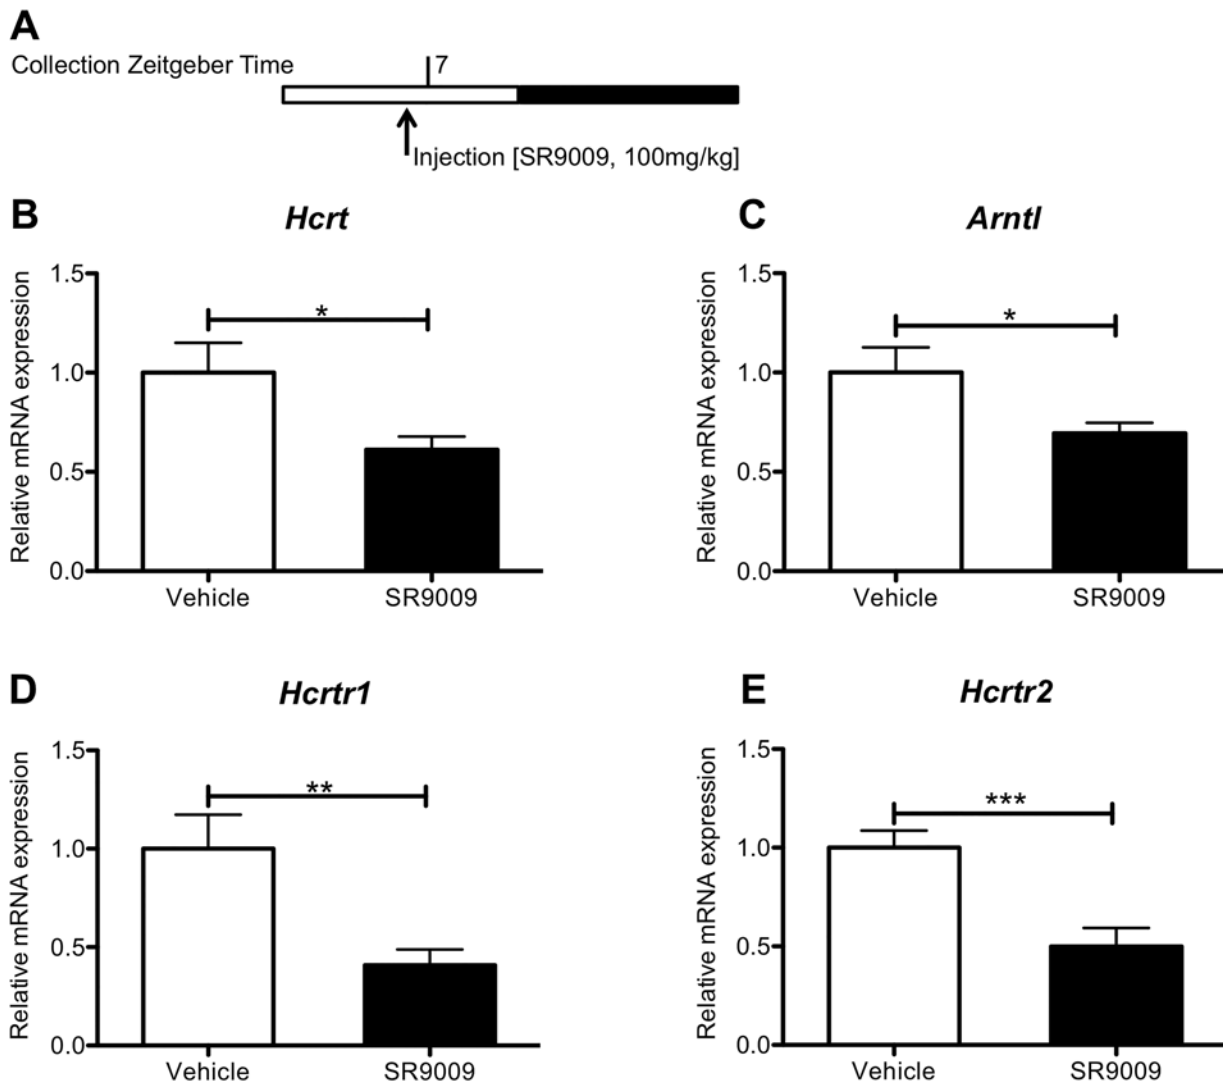 A
Collection Zeitgeber Time
7
Injection [SR9009, 100mg/kg]
B
Hcrt
Relative mRNA expression
1.5
1.0
0.5
0.0
*
Vehicle
SR9009
C
Arntl
Relative mRNA expression
1.5
1.0
0.5
0.0
*
Vehicle
SR9009
D
Hcrtr1
Relative mRNA expression
1.5
1.0
0.5
0.0
**
Vehicle
SR9009
E
Hcrtr2
Relative mRNA expression
1.5
1.0
0.5
0.0
***
Vehicle
SR9009